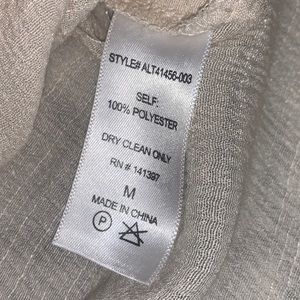 STYLE# ALT41456-003
SELF:
100% POLYESTER
DRY CLEAN ONLY
RN # 141397
M
MADE IN CHINA
P